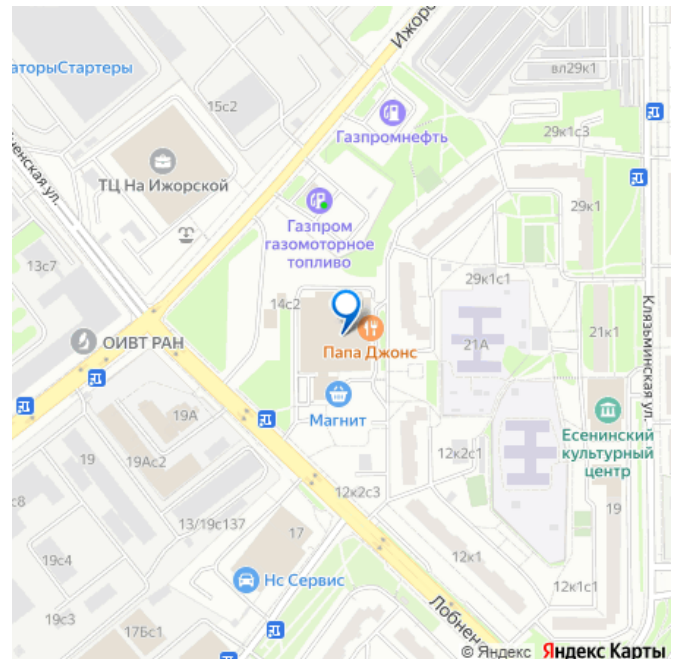 Ижорс
аторыСтартеры
вл29к1
15с2
29к1с3
Газпромнефть
ТЦ На Ижорской
ненская ул.
29к1
Газпром
газомоторное
топливо
13с7
29к1с1
14с2
Клязьминская ул.
21А
21к1
ОИВТ РАН
Папа Джонс
19А
Магнит
Есенинский
культурный
центр
19
19Ас2
12к2с1
12к2с3
с8
13/19с137
17
19
12к1
19с4
Нс Сервис
12к1с1
19с3
17Бс1
Лобненс
© Яндекс Яндекс Карты